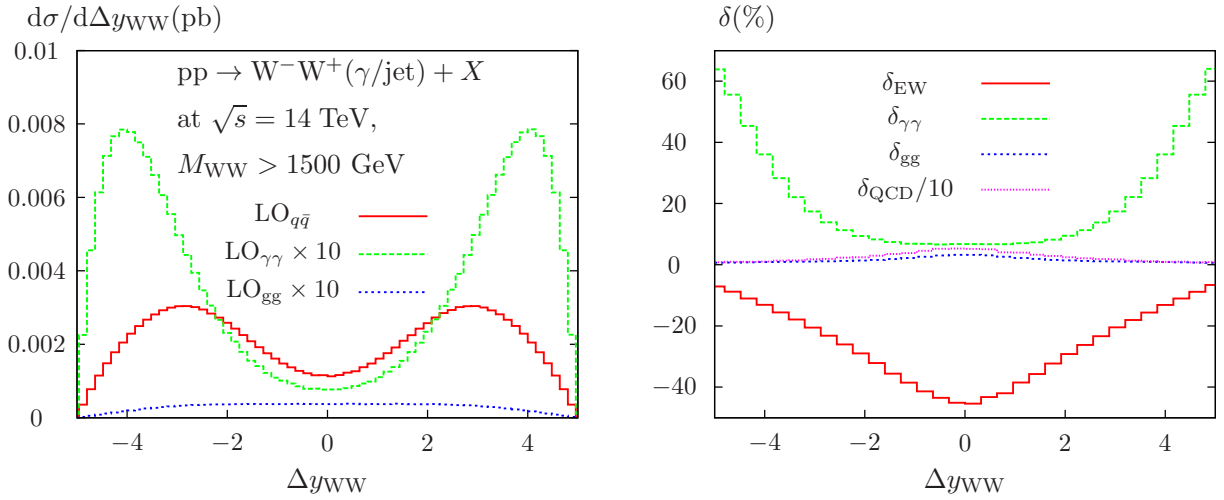 dσ/dΔy_WW(pb)
0.01
0.008
0.006
0.004
0.002
0
pp → W⁻W⁺(γ/jet) + X
at √s = 14 TeV,
M_WW > 1500 GeV
LO_qq̄
LO_γγ × 10
LO_gg × 10
−4 −2 0 2 4
Δy_WW
δ(%)
60
40
20
0
−20
−40
δ_EW
δ_γγ
δ_gg
δ_QCD/10
−4 −2 0 2 4
Δy_WW